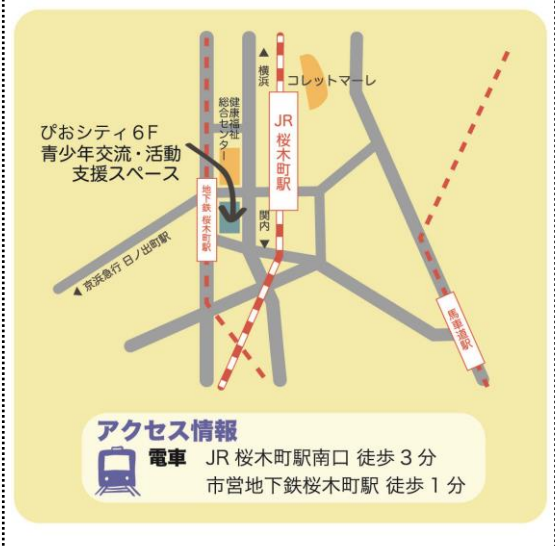 ▲
横浜
コレットマーレ
健康福祉
総合センター
JR 桜木町駅
ぴおシティ6F
青少年交流・活動
支援スペース
地下鉄 桜木町駅
関内
▼
▲ 京浜急行 日ノ出町駅
馬車道駅
アクセス情報
電車 JR 桜木町駅南口 徒歩 3 分
市営地下鉄桜木町駅 徒歩 1 分